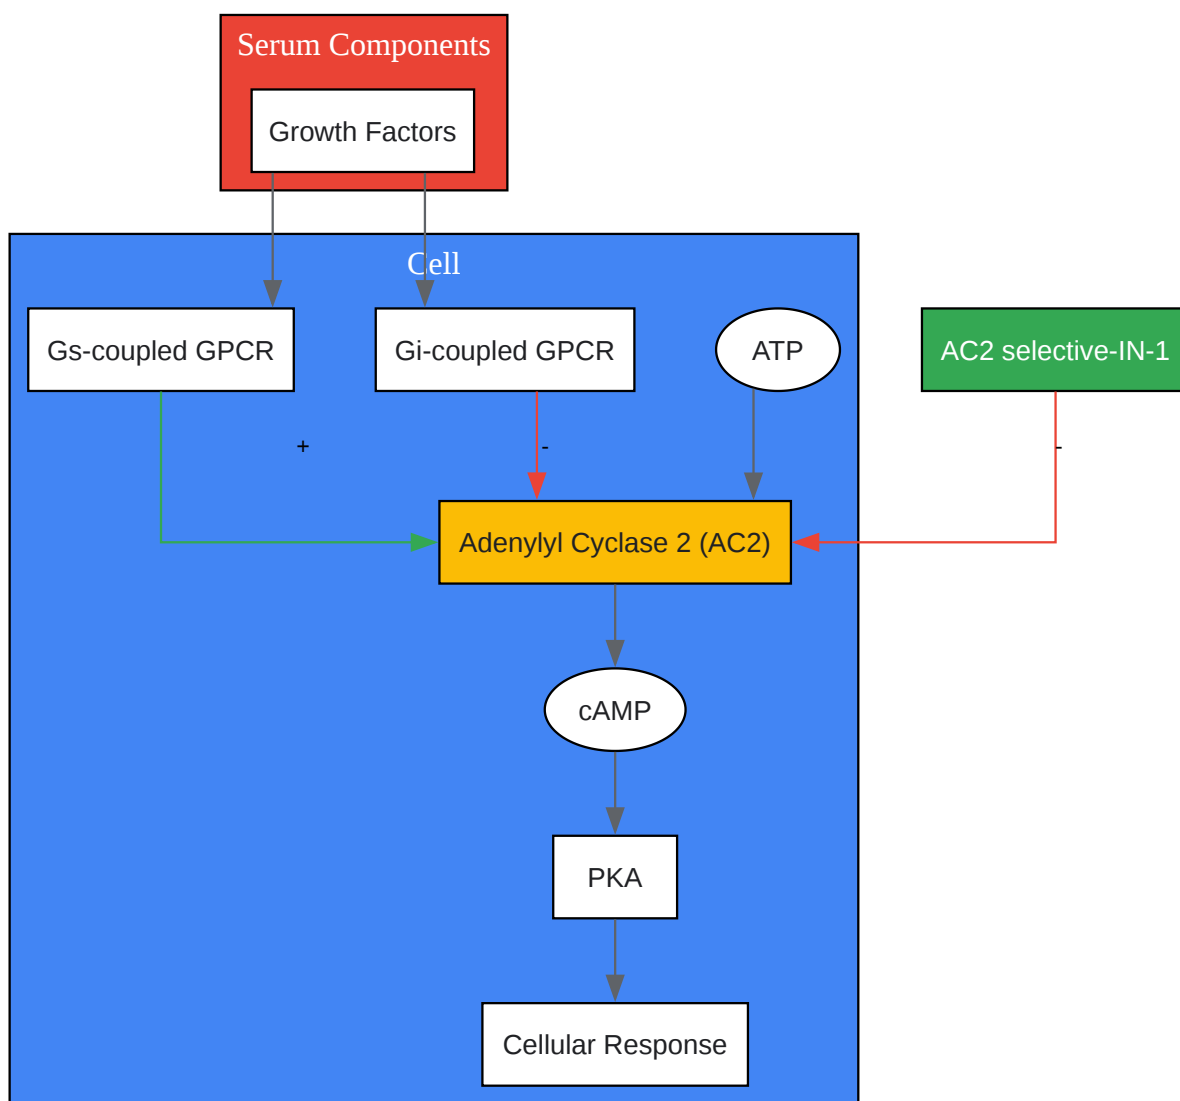 Serum Components
Growth Factors
Cell
Gs-coupled GPCR
Gi-coupled GPCR
ATP
AC2 selective-IN-1
+
-
-
Adenylyl Cyclase 2 (AC2)
cAMP
PKA
Cellular Response